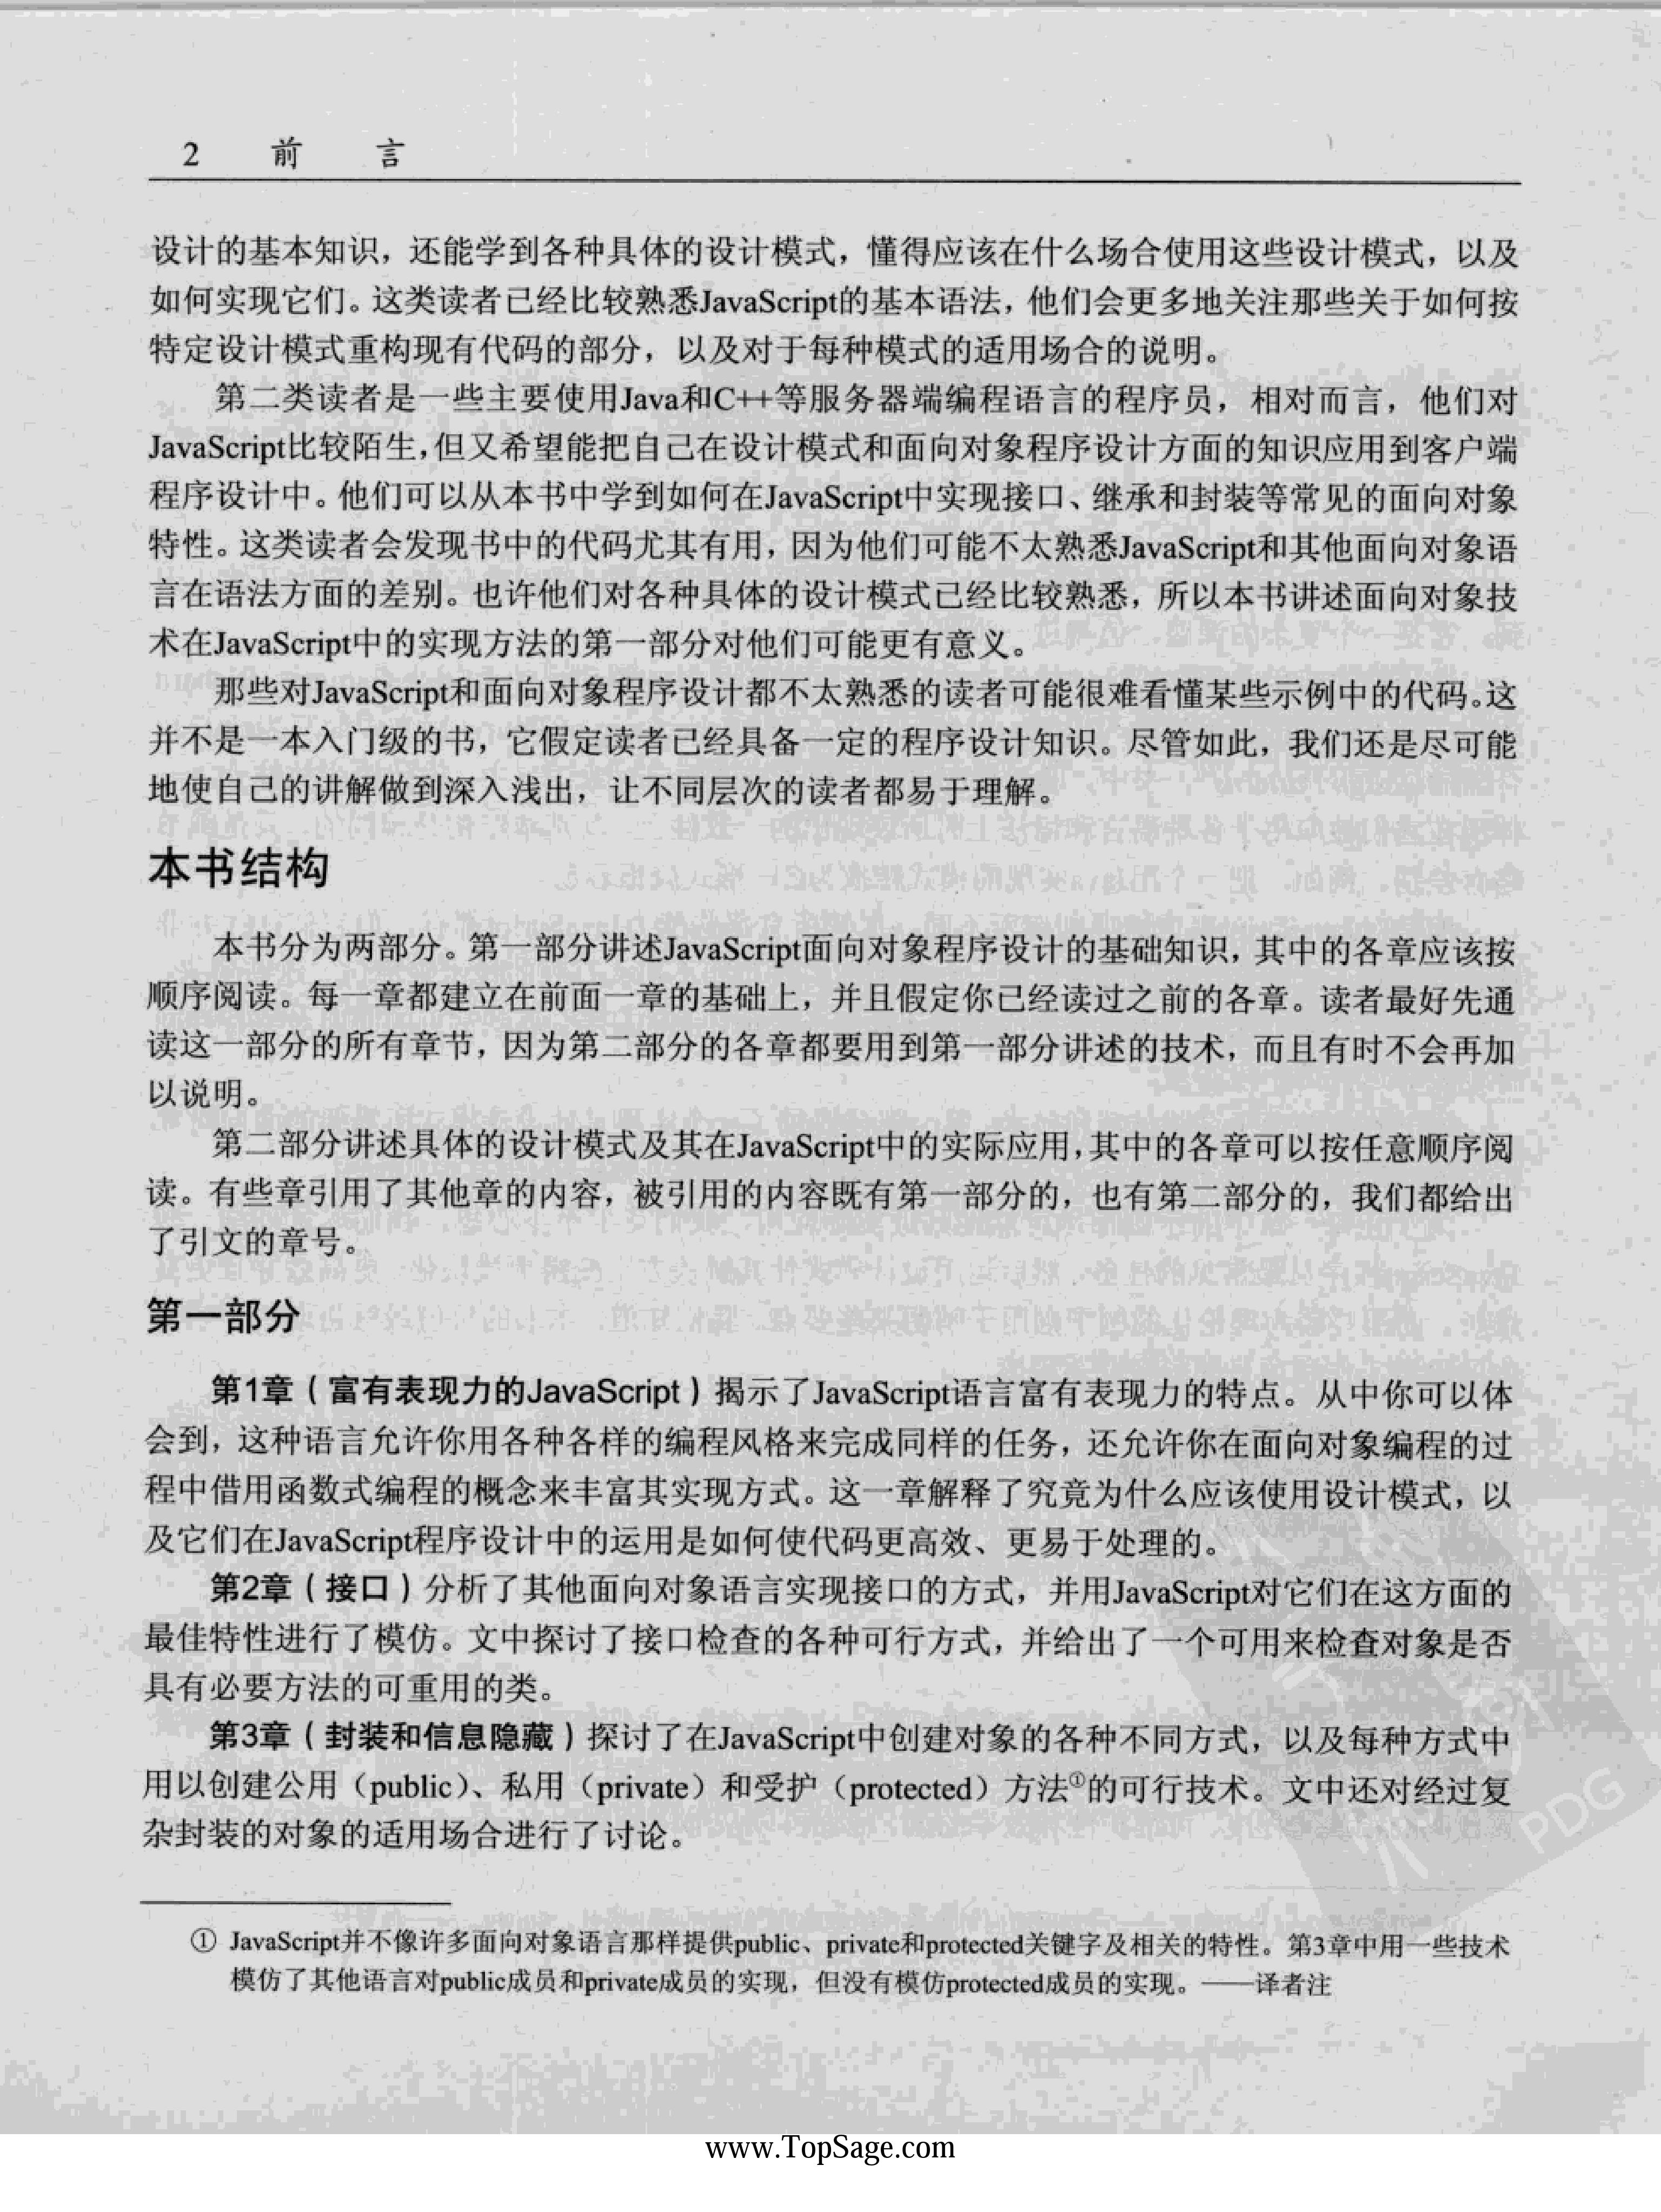 2 前 言
设计的基本知识，还能学到各种具体的设计模式，懂得应该在什么场合使用这些设计模式，以及
如何实现它们。这类读者已经比较熟悉JavaScript的基本语法，他们会更多地关注那些关于如何按
特定设计模式重构现有代码的部分，以及对于每种模式的适用场合的说明。
第二类读者是一些主要使用Java和C++等服务器端编程语言的程序员，相对而言，他们对
JavaScript比较陌生，但又希望能把自己在设计模式和面向对象程序设计方面的知识应用到客户端
程序设计中。他们可以从本书中学到如何在JavaScript中实现接口、继承和封装等常见的面向对象
特性。这类读者会发现书中的代码尤其有用，因为他们可能不太熟悉JavaScript和其他面向对象语
言在语法方面的差别。也许他们对各种具体的设计模式已经比较熟悉，所以本书讲述面向对象技
术在JavaScript中的实现方法的第一部分对他们可能更有意义。
那些对JavaScript和面向对象程序设计都不太熟悉的读者可能很难看懂某些示例中的代码。这
并不是一本入门级的书，它假定读者已经具备一定的程序设计知识。尽管如此，我们还是尽可能
地使自己的讲解做到深入浅出，让不同层次的读者都易于理解。
本书结构
本书分为两部分。第一部分讲述JavaScript面向对象程序设计的基础知识，其中的各章应该按
顺序阅读。每一章都建立在前面一章的基础上，并且假定你已经读过之前的各章。读者最好先通
读这一部分的所有章节，因为第二部分的各章都要用到第一部分讲述的技术，而且有时不会再加
以说明。
第二部分讲述具体的设计模式及其在JavaScript中的实际应用，其中的各章可以按任意顺序阅
读。有些章引用了其他章的内容，被引用的内容既有第一部分的，也有第二部分的，我们都给出
了引文的章号。
第一部分
第1章（富有表现力的JavaScript）揭示了JavaScript语言富有表现力的特点。从中你可以体
会到，这种语言允许你用各种各样的编程风格来完成同样的任务，还允许你在面向对象编程的过
程中借用函数式编程的概念来丰富其实现方式。这一章解释了究竟为什么应该使用设计模式，以
及它们在JavaScript程序设计中的运用是如何使代码更高效、更易于处理的。
第2章（接口）分析了其他面向对象语言实现接口的方式，并用JavaScript对它们在这方面的
最佳特性进行了模仿。文中探讨了接口检查的各种可行方式，并给出了一个可用来检查对象是否
具有必要方法的可重用的类。
第3章（封装和信息隐藏）探讨了在JavaScript中创建对象的各种不同方式，以及每种方式中
用以创建公用（public）、私用（private）和受护（protected）方法①的可行技术。文中还对经过复
杂封装的对象的适用场合进行了讨论。
① JavaScript并不像许多面向对象语言那样提供public、private和protected关键字及相关的特性。第3章中用一些技术
模仿了其他语言对public成员和private成员的实现，但没有模仿protected成员的实现。——译者注
PDG
www.TopSage.com